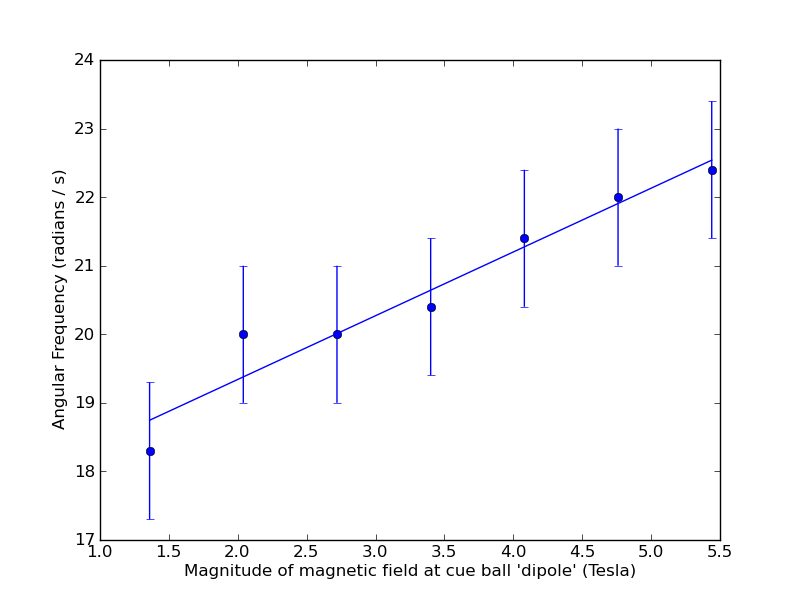 24
23
22
21
20
19
18
17
1.0 1.5 2.0 2.5 3.0 3.5 4.0 4.5 5.0 5.5
Angular Frequency (radians / s)
Magnitude of magnetic field at cue ball 'dipole' (Tesla)